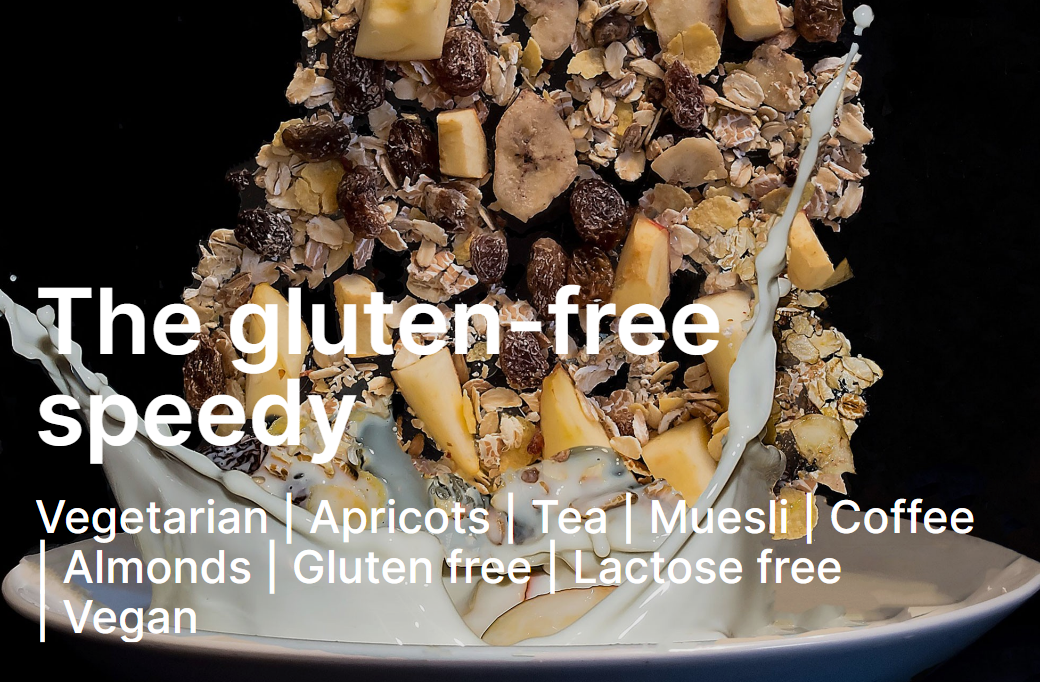 The gluten-free
speedy
Vegetarian | Apricots | Tea | Muesli | Coffee
| Almonds | Gluten free | Lactose free
| Vegan